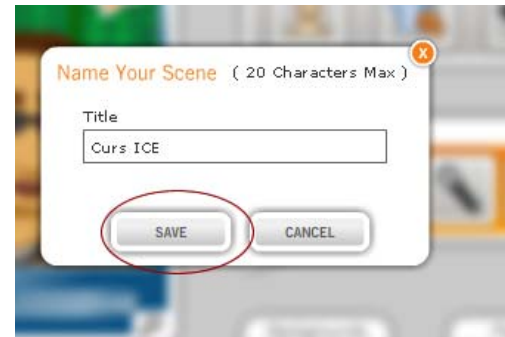 X
Name Your Scene ( 20 Characters Max )
Title
Curs ICE
SAVE CANCEL